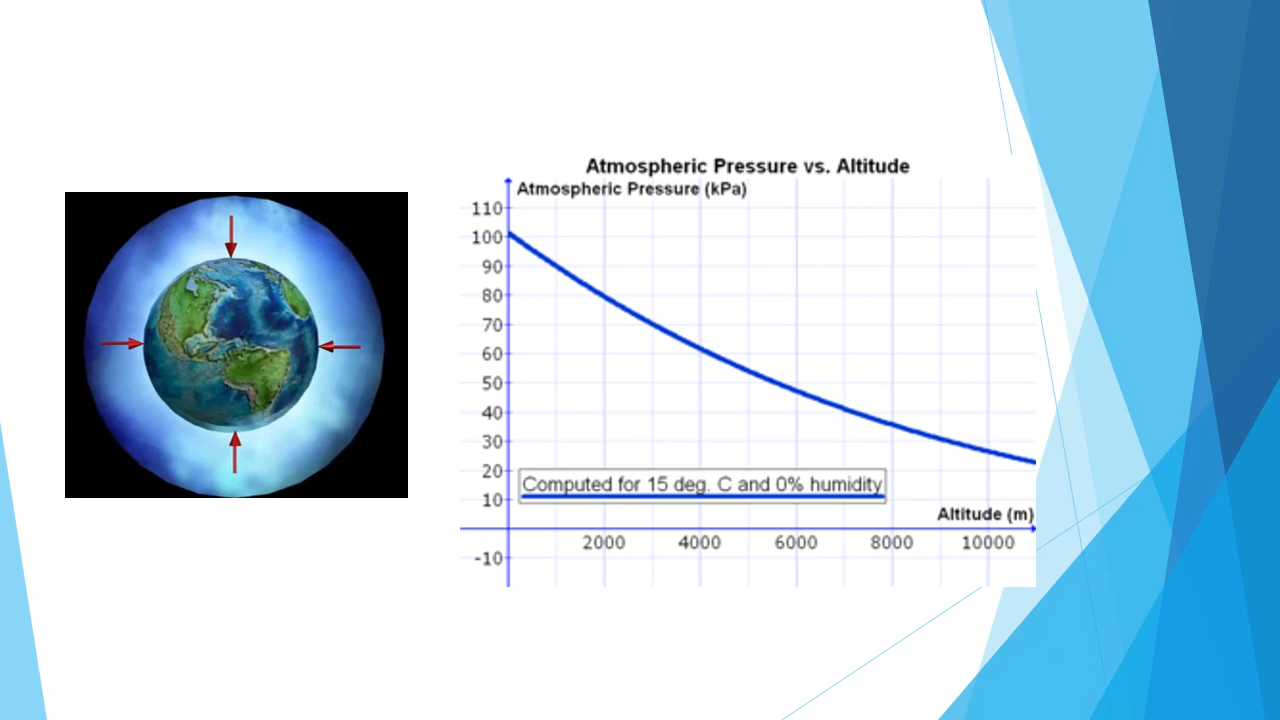 Atmospheric Pressure vs. Altitude
Atmospheric Pressure (kPa)
110
100
90
80
70
60
50
40
30
20
Computed for 15 deg. C and 0% humidity
10
Altitude (m)
2000 4000 6000 8000 10000
-10